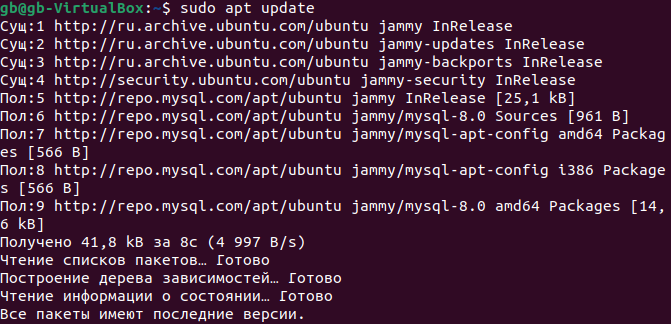 gb@gb-VirtualBox:~$ sudo apt update
Сущ:1 http://ru.archive.ubuntu.com/ubuntu jammy InRelease
Сущ:2 http://ru.archive.ubuntu.com/ubuntu jammy-updates InRelease
Сущ:3 http://ru.archive.ubuntu.com/ubuntu jammy-backports InRelease
Сущ:4 http://security.ubuntu.com/ubuntu jammy-security InRelease
Пол:5 http://repo.mysql.com/apt/ubuntu jammy InRelease [25,1 kB]
Пол:6 http://repo.mysql.com/apt/ubuntu jammy/mysql-8.0 Sources [961 B]
Пол:7 http://repo.mysql.com/apt/ubuntu jammy/mysql-apt-config amd64 Packag
es [566 B]
Пол:8 http://repo.mysql.com/apt/ubuntu jammy/mysql-apt-config i386 Package
s [566 B]
Пол:9 http://repo.mysql.com/apt/ubuntu jammy/mysql-8.0 amd64 Packages [14,
6 kB]
Получено 41,8 kB за 8с (4 997 B/s)
Чтение списков пакетов… Готово
Построение дерева зависимостей… Готово
Чтение информации о состоянии… Готово
Все пакеты имеют последние версии.